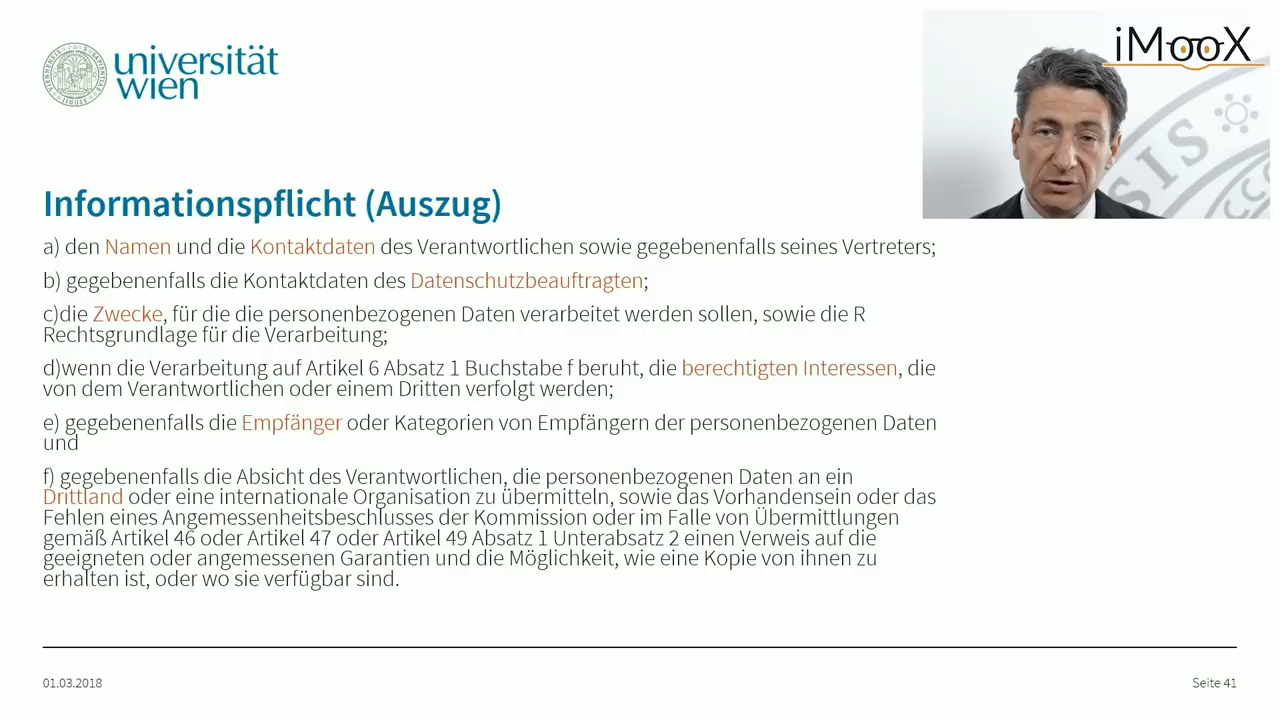 universität
wien
iMooX
SIS
Informationspflicht (Auszug)
a) den Namen und die Kontaktdaten des Verantwortlichen sowie gegebenenfalls seines Vertreters;
b) gegebenenfalls die Kontaktdaten des Datenschutzbeauftragten;
c)die Zwecke, für die die personenbezogenen Daten verarbeitet werden sollen, sowie die R
Rechtsgrundlage für die Verarbeitung;
d)wenn die Verarbeitung auf Artikel 6 Absatz 1 Buchstabe f beruht, die berechtigten Interessen, die
von dem Verantwortlichen oder einem Dritten verfolgt werden;
e) gegebenenfalls die Empfänger oder Kategorien von Empfängern der personenbezogenen Daten
und
f) gegebenenfalls die Absicht des Verantwortlichen, die personenbezogenen Daten an ein
Drittland oder eine internationale Organisation zu übermitteln, sowie das Vorhandensein oder das
Fehlen eines Angemessenheitsbeschlusses der Kommission oder im Falle von Übermittlungen
gemäß Artikel 46 oder Artikel 47 oder Artikel 49 Absatz 1 Unterabsatz 2 einen Verweis auf die
geeigneten oder angemessenen Garantien und die Möglichkeit, wie eine Kopie von ihnen zu
erhalten ist, oder wo sie verfügbar sind.
01.03.2018
Seite 41